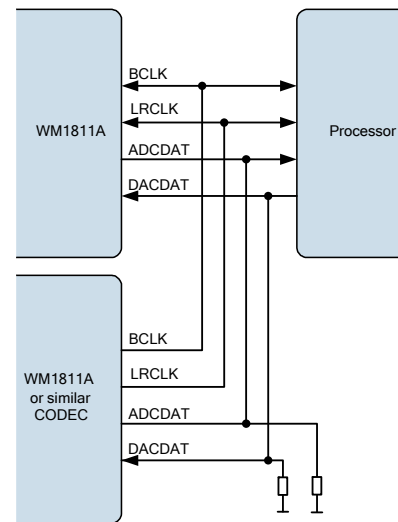 BCLK
LRCLK
WM1811A
Processor
ADCDAT
DACDAT
BCLK
LRCLK
WM1811A
or similar
CODEC
ADCDAT
DACDAT